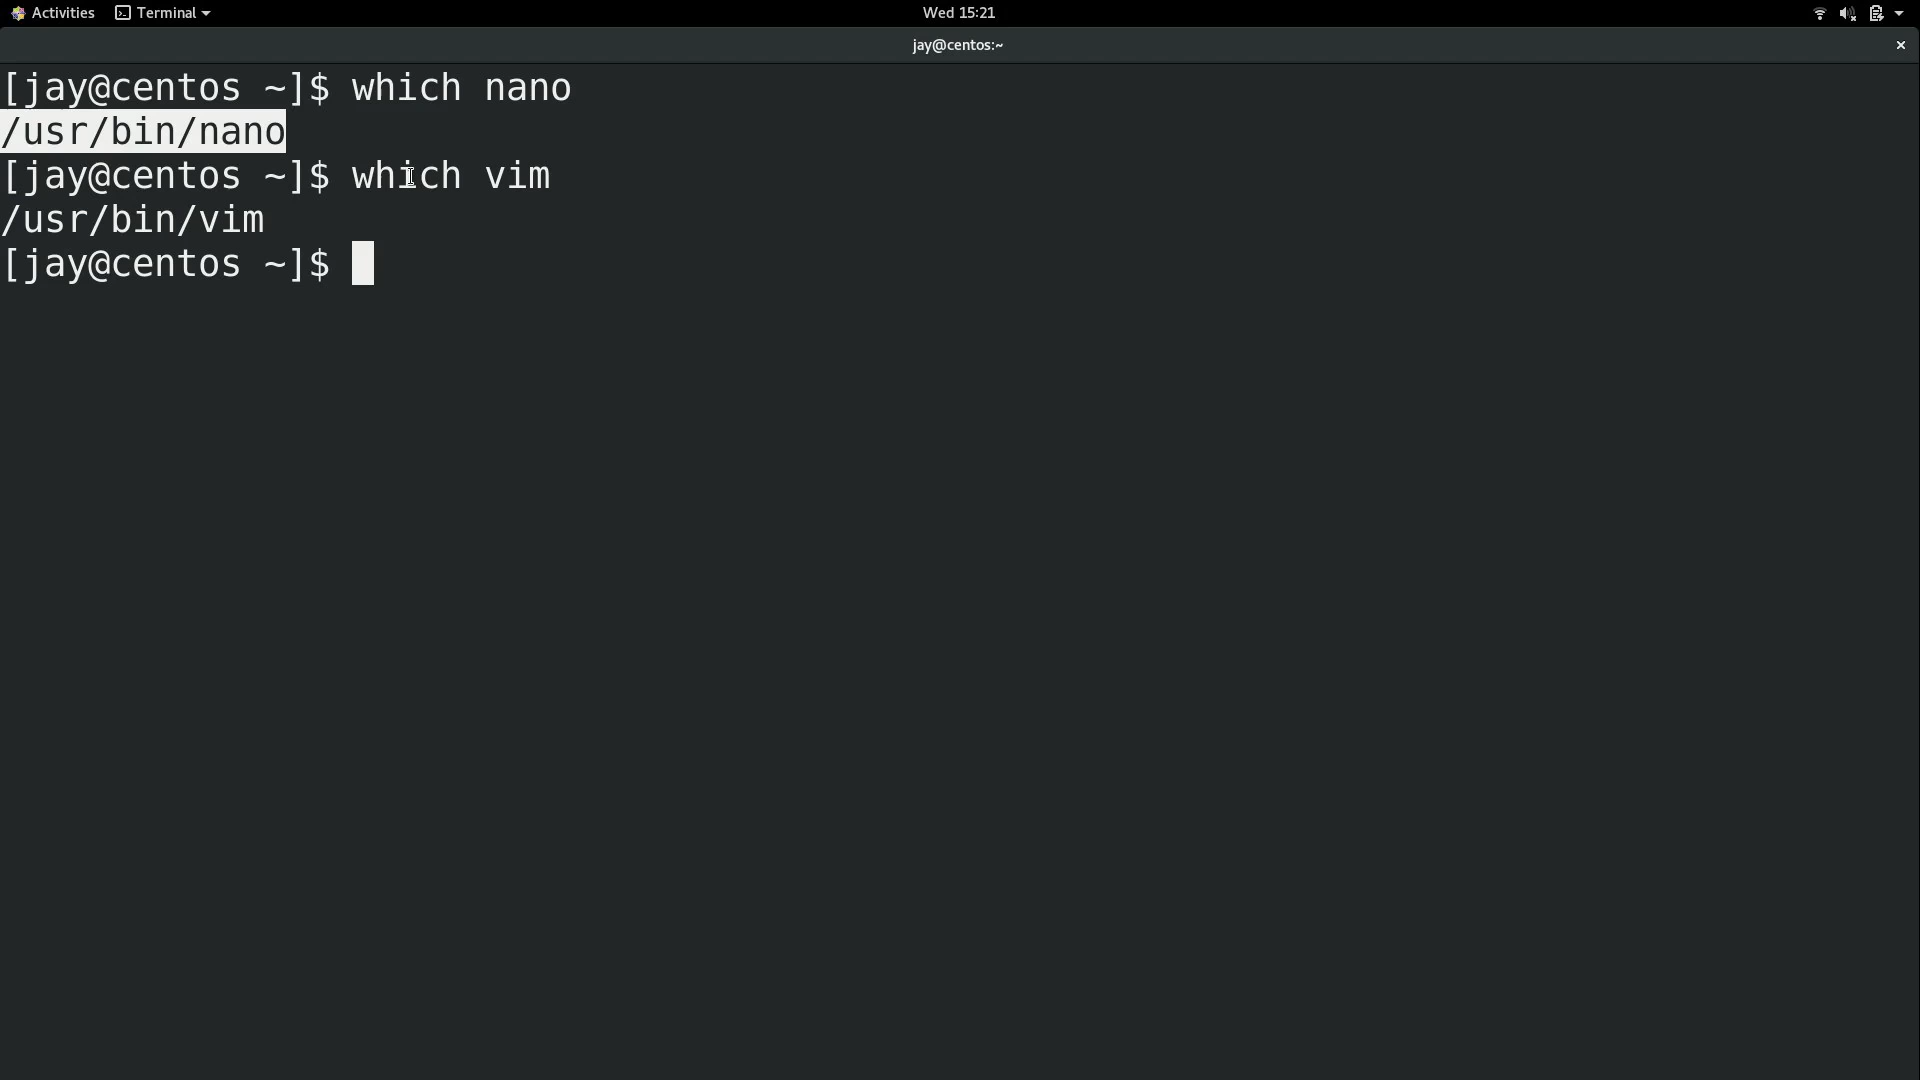 Activities Terminal Wed 15:21
jay@centos:~
[jay@centos ~]$ which nano
/usr/bin/nano
[jay@centos ~]$ which vim
/usr/bin/vim
[jay@centos ~]$